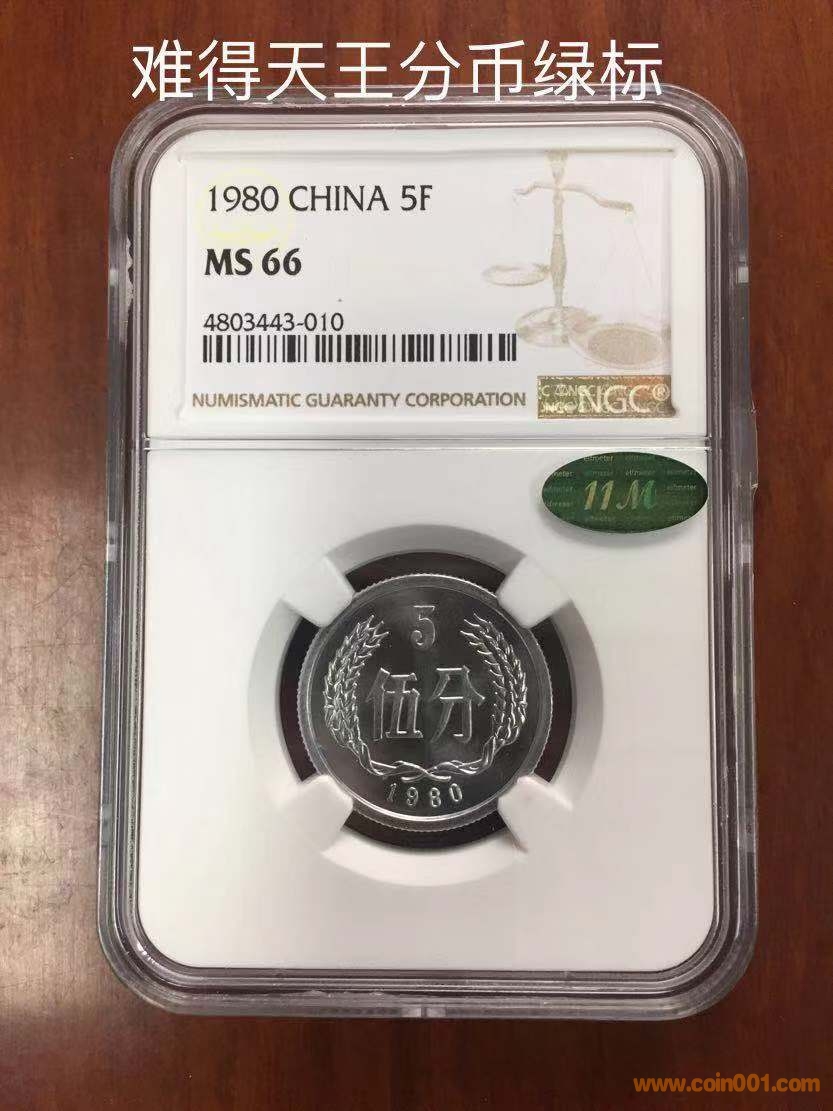 难得天王分币绿标
1980 CHINA 5F
MS 66
4803443-010
NUMISMATIC GUARANTY CORPORATION
NGC®
11M
5
伍分
1980
www.coin001.com